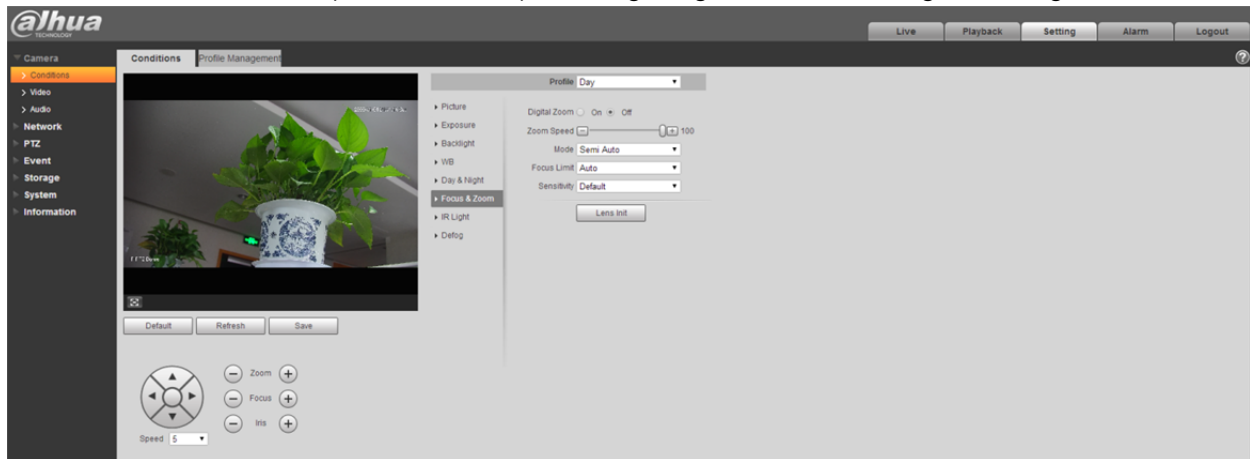 alhua
TECHNOLOGY
Live
Playback
Setting
Alarm
Logout
Camera
Conditions
Video
Audio
Network
PTZ
Event
Storage
System
Information
Conditions
Profile Management
Default
Refresh
Save
Zoom
Focus
Iris
Speed 5
Profile Day
Picture
Exposure
Backlight
WB
Day & Night
Focus & Zoom
IR Light
Defog
Digital Zoom On Off
Zoom Speed 100
Mode Semi Auto
Focus Limit Auto
Sensitivity Default
Lens Init